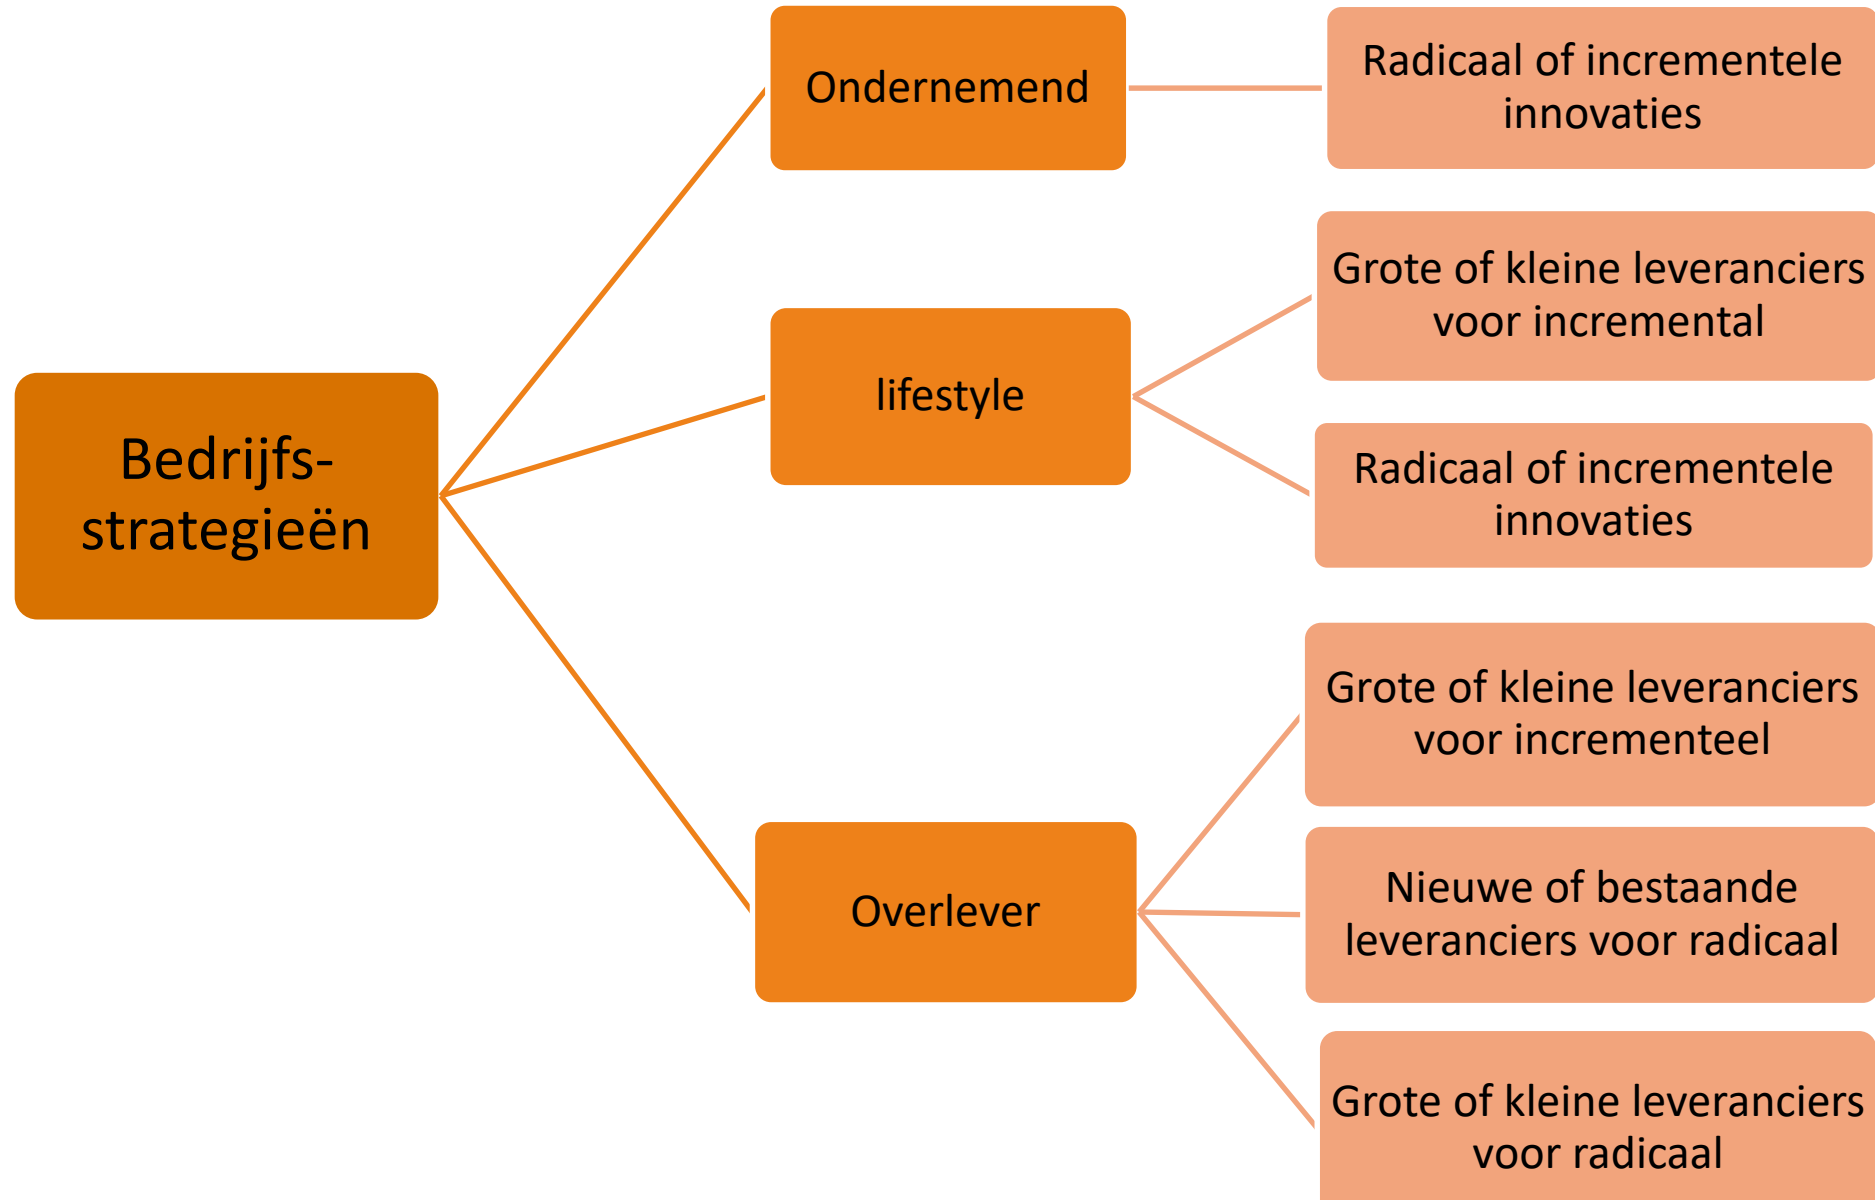 Bedrijfs-
strategieën
Ondernemend
Radicaal of incrementele
innovaties
lifestyle
Grote of kleine leveranciers
voor incremental
Radicaal of incrementele
innovaties
Overlever
Grote of kleine leveranciers
voor incrementeel
Nieuwe of bestaande
leveranciers voor radicaal
Grote of kleine leveranciers
voor radicaal